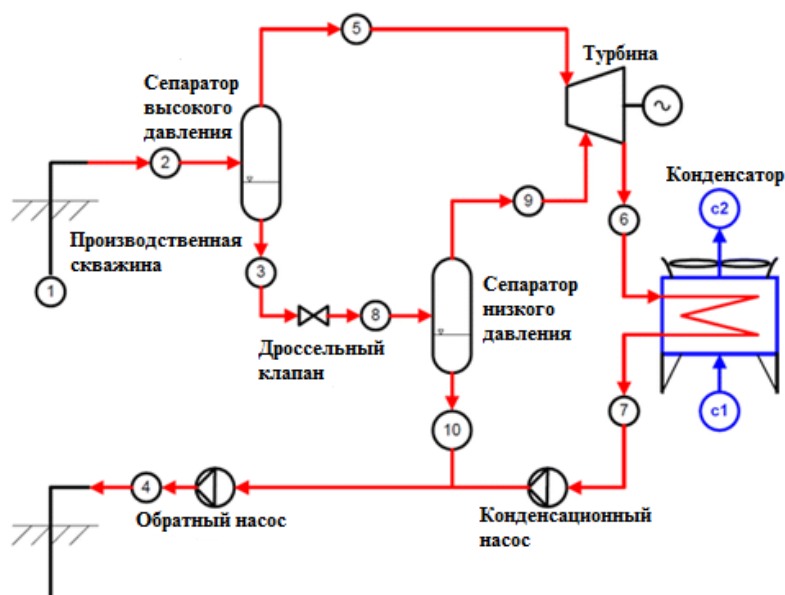 5
Турбина
Сепаратор
высокого
давления
~
Конденсатор
2
9
c2
6
Производственная
скважина
3
1
Сепаратор
низкого
давления
8
Дроссельный
клапан
7
c1
10
4
Обратный насос
Конденсационный
насос